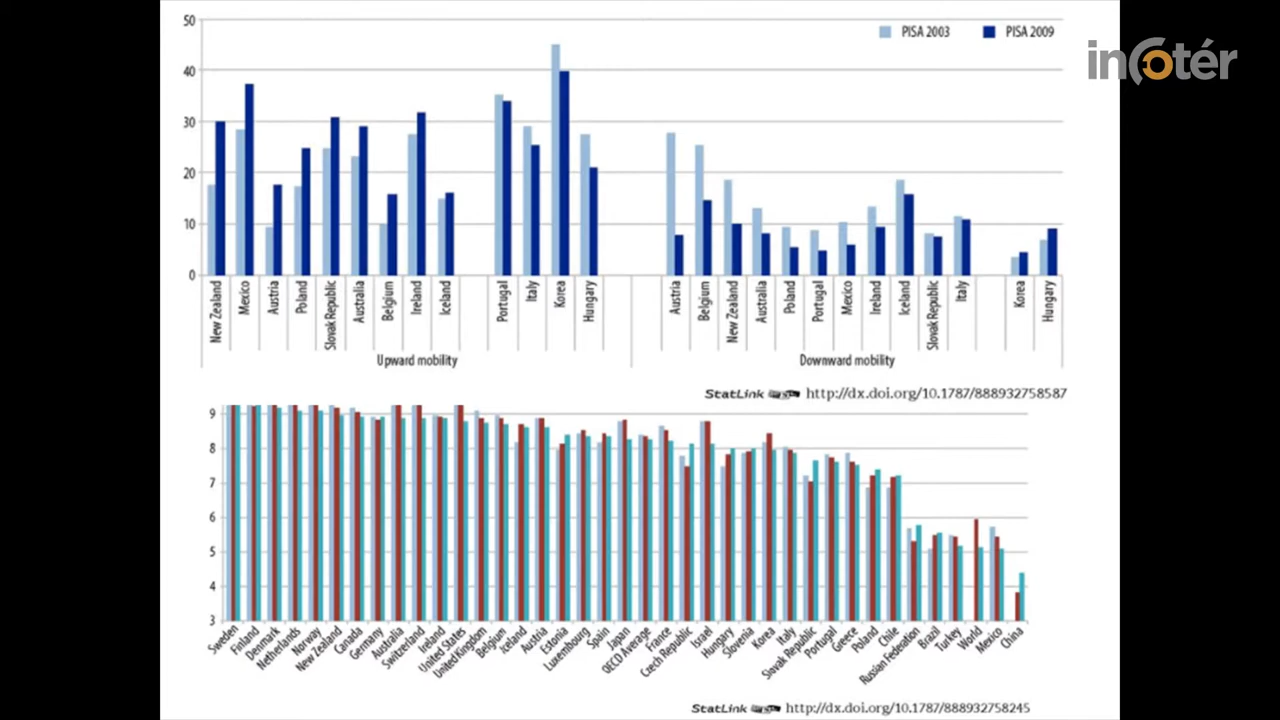 50
PISA 2003
PISA 2009
incotér
40
30
20
10
0
New Zealand
Mexico
Austria
Poland
Slovak Republic
Australia
Belgium
Ireland
Iceland
Portugal
Italy
Korea
Hungary
Austria
Belgium
New Zealand
Australia
Poland
Portugal
Mexico
Ireland
Iceland
Slovak Republic
Italy
Korea
Hungary
Upward mobility
Downward mobility
StatLink http://dx.doi.org/10.1787/888932758587
9
8
7
6
5
4
3
Sweden
Finland
Denmark
Netherlands
Norway
New Zealand
Canada
Germany
Australia
Switzerland
Ireland
United States
United Kingdom
Belgium
Iceland
Austria
Estonia
Luxembourg
Spain
Japan
OECD Average
France
Czech Republic
Israel
Hungary
Slovenia
Korea
Italy
Slovak Republic
Portugal
Greece
Poland
Chile
Russian Federation
Brazil
Turkey
World
Mexico
China
StatLink http://dx.doi.org/10.1787/888932758245